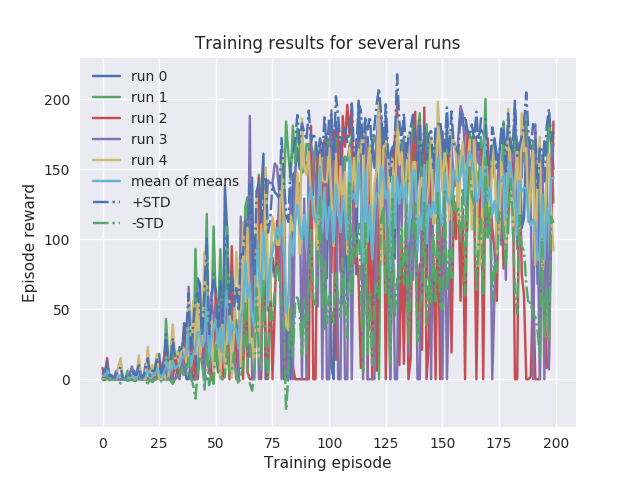 Training results for several runs
run 0
run 1
run 2
run 3
run 4
mean of means
+STD
-STD
Episode reward
200
150
100
50
0
0 25 50 75 100 125 150 175 200
Training episode